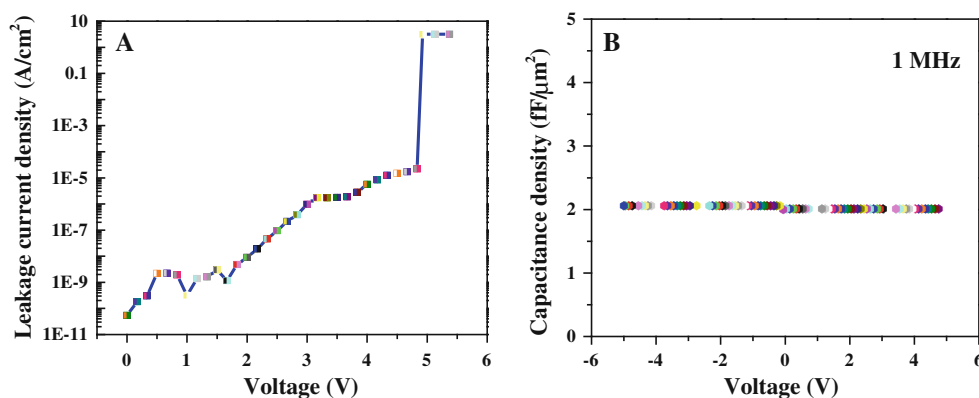 A
Leakage current density (A/cm²)
10
0.1
1E-3
1E-5
1E-7
1E-9
1E-11
0 1 2 3 4 5 6
Voltage (V)
B
1 MHz
Capacitance density (fF/μm²)
5
4
3
2
1
0
-6 -4 -2 0 2 4 6
Voltage (V)